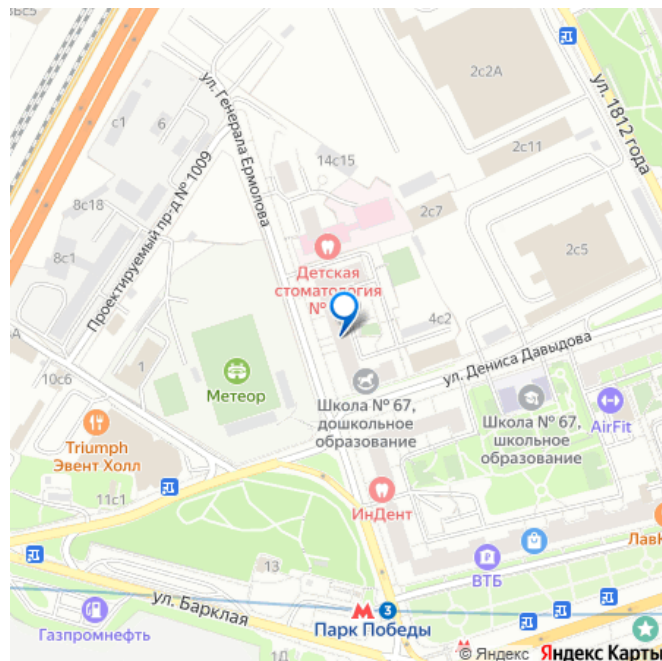 2с2А
ул. Генерала Ермолова
ул. 1812 года
с1
6
14с15
2с11
8с18
2с7
8с1
Проектируемый пр-д № 1009
Детская
стоматология
№
2с5
4с2
ул. Дениса Давыдова
1
10с6
Метеор
Школа № 67,
дошкольное
образование
Школа № 67,
школьное
образование
AirFit
Triumph
Эвент Холл
11с1
ИнДент
13
ВТБ
ул. Барклая
3
Парк Победы
Газпромнефть
1Д
© Яндекс Яндекс Карты